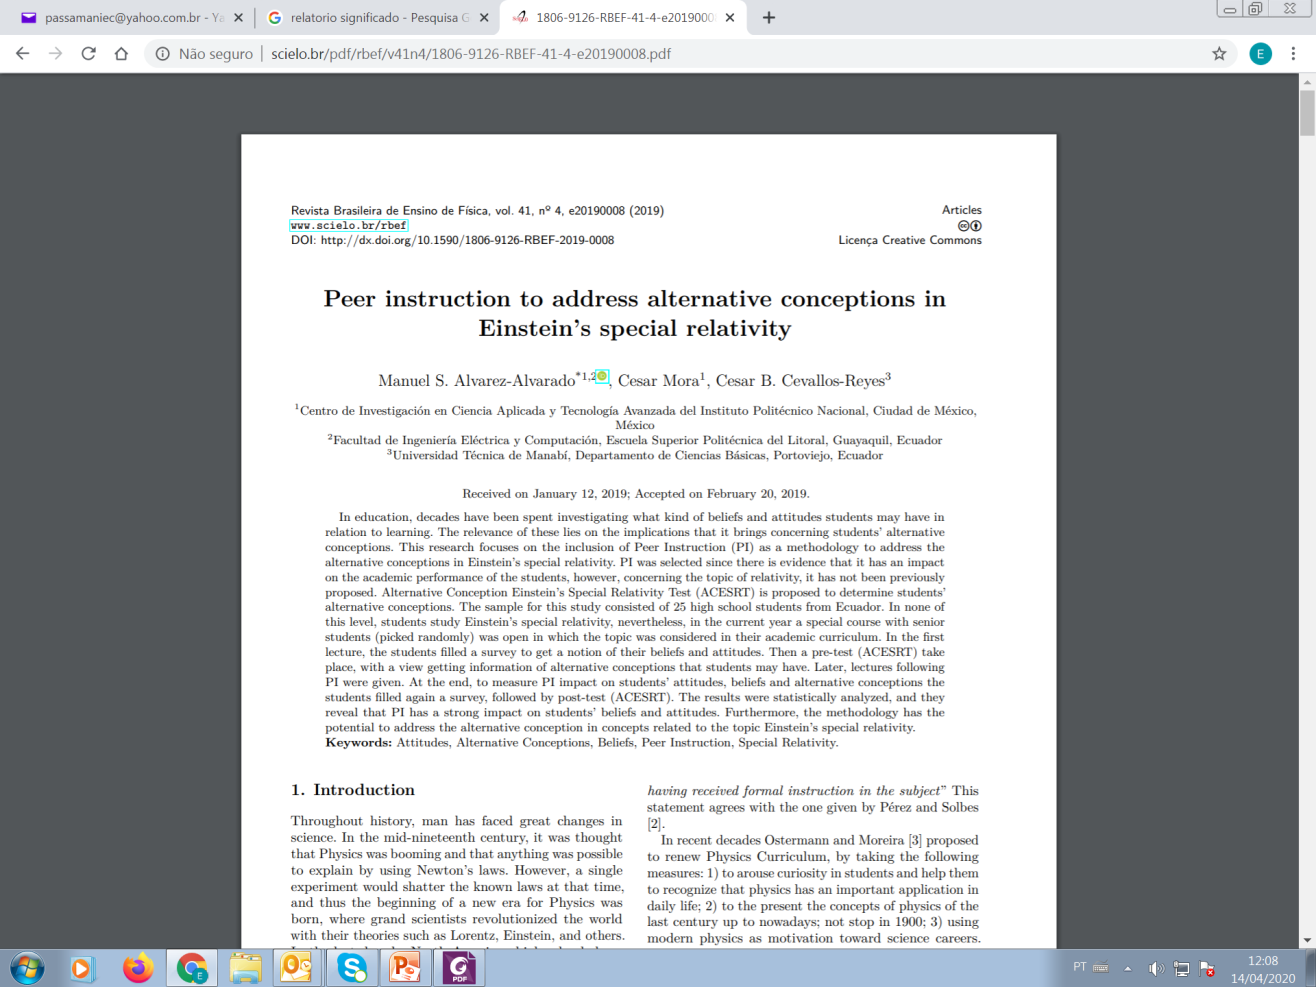 passamaniec@yahoo.com.br - Ya
relatorio significado - Pesquisa G
1806-9126-RBEF-41-4-e2019000
Não seguro | scielo.br/pdf/rbef/v41n4/1806-9126-RBEF-41-4-e20190008.pdf
E
Revista Brasileira de Ensino de Física, vol. 41, nº 4, e20190008 (2019)
www.scielo.br/rbef
DOI: http://dx.doi.org/10.1590/1806-9126-RBEF-2019-0008
Articles
Licença Creative Commons
Peer instruction to address alternative conceptions in
Einstein's special relativity
Manuel S. Alvarez-Alvarado*1,2, Cesar Mora1, Cesar B. Cevallos-Reyes3
1Centro de Investigación en Ciencia Aplicada y Tecnología Avanzada del Instituto Politécnico Nacional, Ciudad de México,
México
2Facultad de Ingeniería Eléctrica y Computación, Escuela Superior Politécnica del Litoral, Guayaquil, Ecuador
3Universidad Técnica de Manabí, Departamento de Ciencias Básicas, Portoviejo, Ecuador
Received on January 12, 2019; Accepted on February 20, 2019.
In education, decades have been spent investigating what kind of beliefs and attitudes students may have in
relation to learning. The relevance of these lies on the implications that it brings concerning students' alternative
conceptions. This research focuses on the inclusion of Peer Instruction (PI) as a methodology to address the
alternative conceptions in Einstein's special relativity. PI was selected since there is evidence that it has an impact
on the academic performance of the students, however, concerning the topic of relativity, it has not been previously
proposed. Alternative Conception Einstein's Special Relativity Test (ACESRT) is proposed to determine students'
alternative conceptions. The sample for this study consisted of 25 high school students from Ecuador. In none of
this level, students study Einstein's special relativity, nevertheless, in the current year a special course with senior
students (picked randomly) was open in which the topic was considered in their academic curriculum. In the first
lecture, the students filled a survey to get a notion of their beliefs and attitudes. Then a pre-test (ACESRT) take
place, with a view getting information of alternative conceptions that students may have. Later, lectures following
PI were given. At the end, to measure PI impact on students' attitudes, beliefs and alternative conceptions the
students filled again a survey, followed by post-test (ACESRT). The results were statistically analyzed, and they
reveal that PI has a strong impact on students' beliefs and attitudes. Furthermore, the methodology has the
potential to address the alternative conception in concepts related to the topic Einstein's special relativity.
Keywords: Attitudes, Alternative Conceptions, Beliefs, Peer Instruction, Special Relativity.
1. Introduction
Throughout history, man has faced great changes in
science. In the mid-nineteenth century, it was thought
that Physics was booming and that anything was possible
to explain by using Newton's laws. However, a single
experiment would shatter the known laws at that time,
and thus the beginning of a new era for Physics was
born, where grand scientists revolutionized the world
with their theories such as Lorentz, Einstein, and others.
having received formal instruction in the subject" This
statement agrees with the one given by Pérez and Solbes
[2].
In recent decades Ostermann and Moreira [3] proposed
to renew Physics Curriculum, by taking the following
measures: 1) to arouse curiosity in students and help them
to recognize that physics has an important application in
daily life; 2) to the present the concepts of physics of the
last century up to nowadays; not stop in 1900; 3) using
modern physics as motivation toward science careers.
PT
12:08
14/04/2020